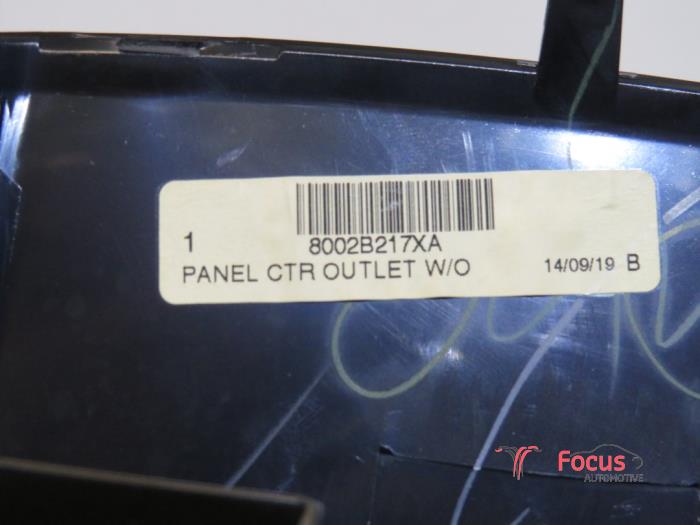 1 8002B217XA
PANEL CTR OUTLET W/O 14/09/19 B
Focus
AUTOMOTIVE